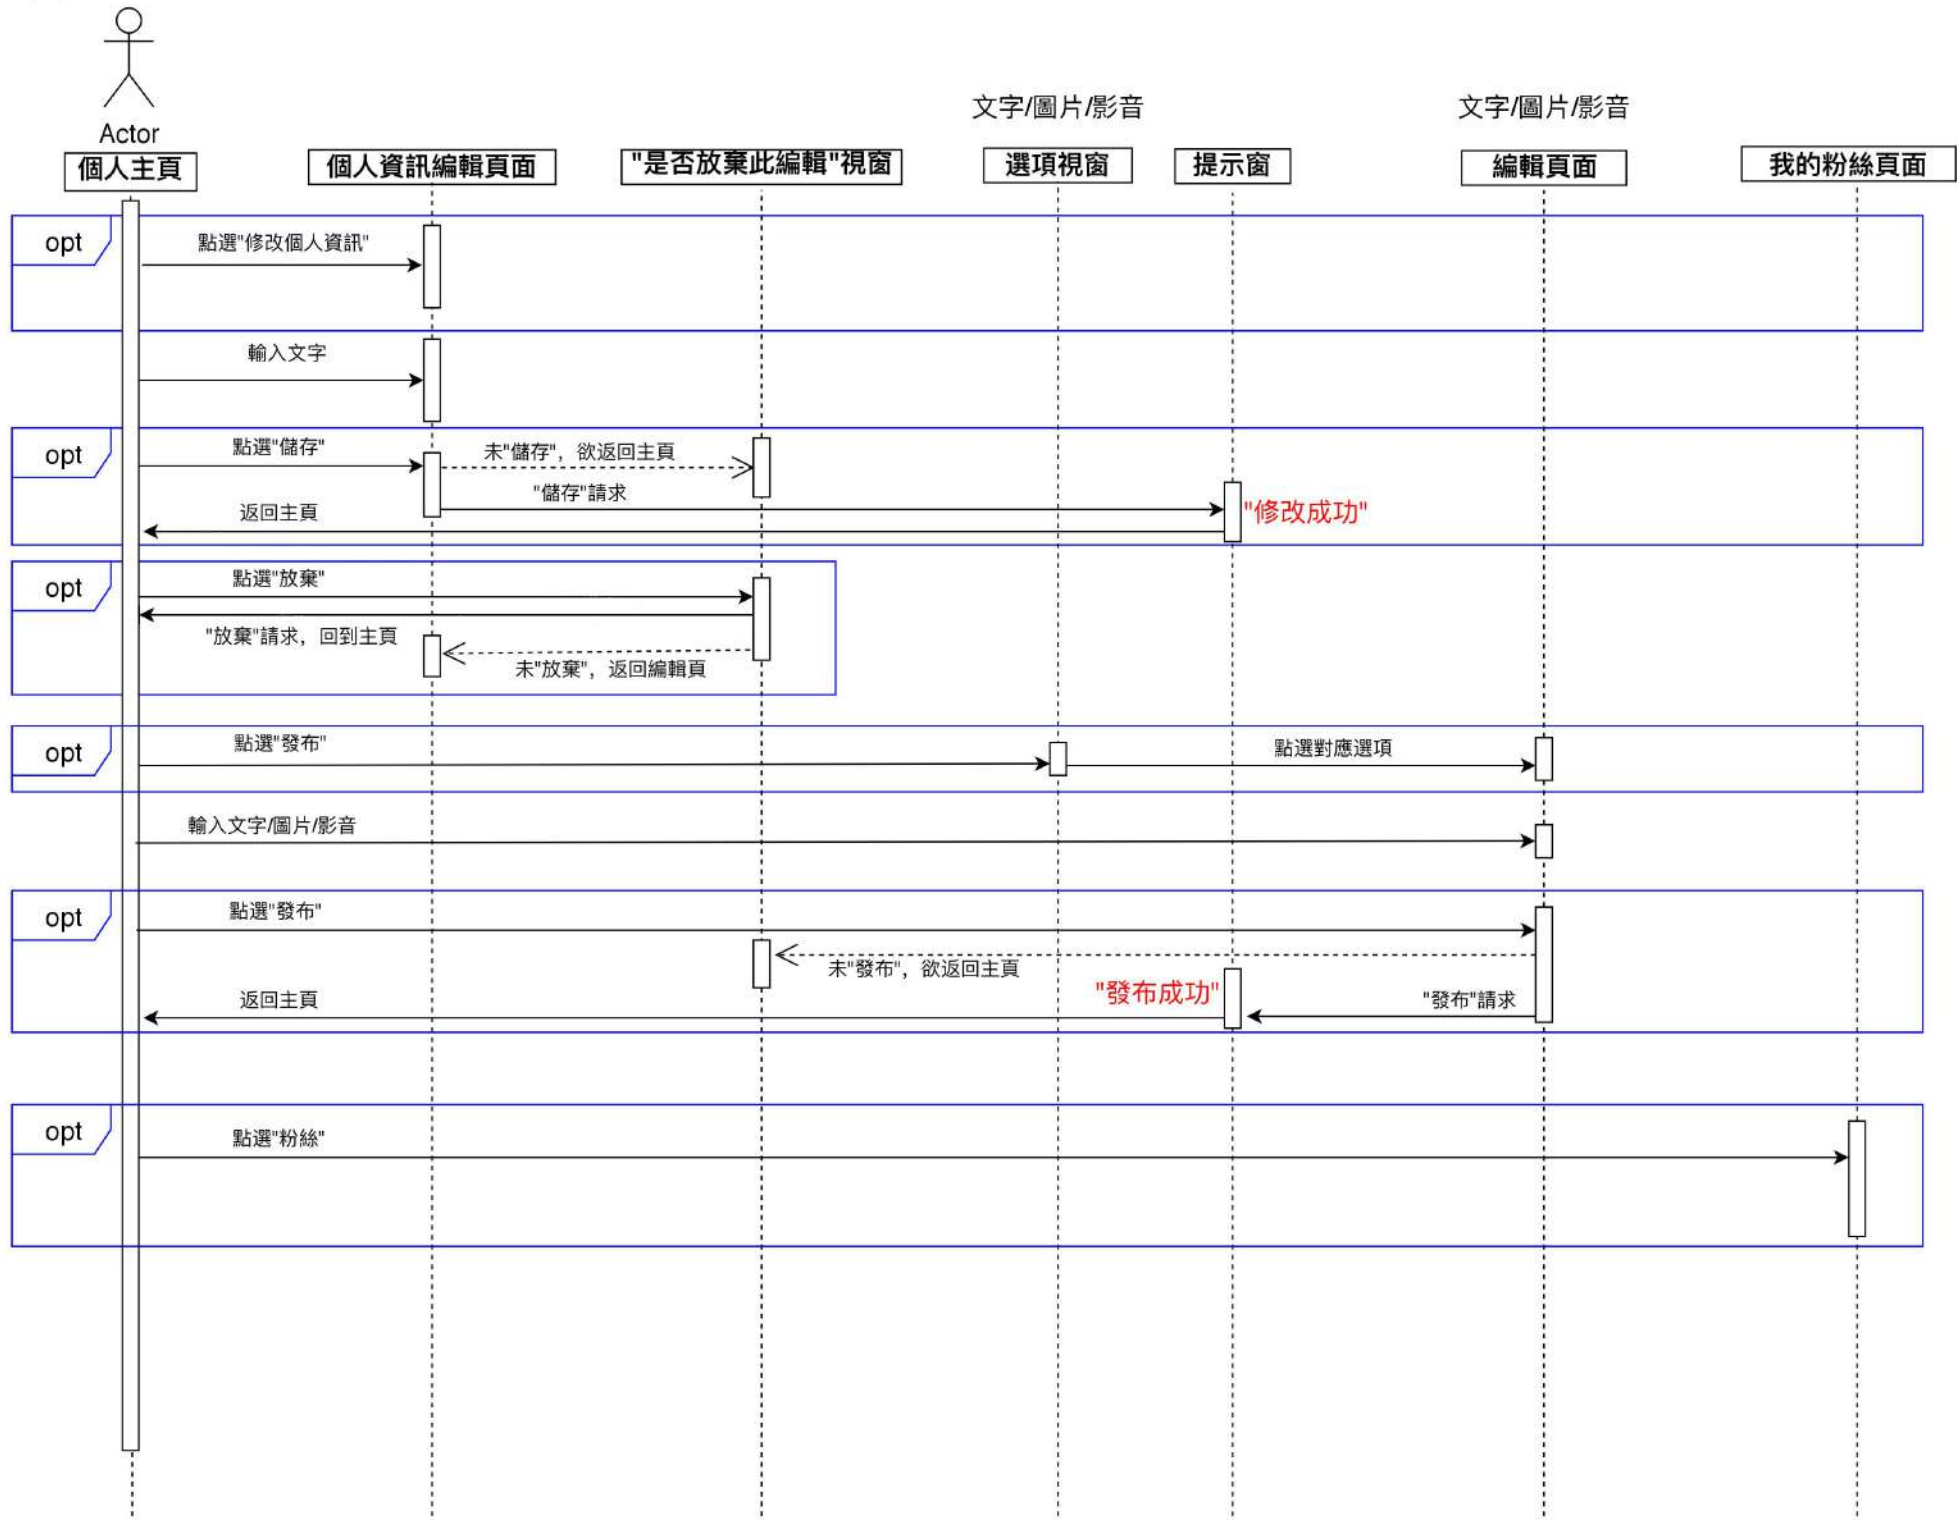 Actor
文字/圖片/影音
文字/圖片/影音
個人主頁
個人資訊編輯頁面
"是否放棄此編輯"視窗
選項視窗
提示窗
編輯頁面
我的粉絲頁面
opt
點選"修改個人資訊"
輸入文字
opt
點選"儲存"
未"儲存", 欲返回主頁
"儲存"請求
返回主頁
"修改成功"
opt
點選"放棄"
"放棄"請求, 回到主頁
未"放棄", 返回編輯頁
opt
點選"發布"
點選對應選項
輸入文字/圖片/影音
opt
點選"發布"
未"發布", 欲返回主頁
"發布成功"
"發布"請求
返回主頁
opt
點選"粉絲"